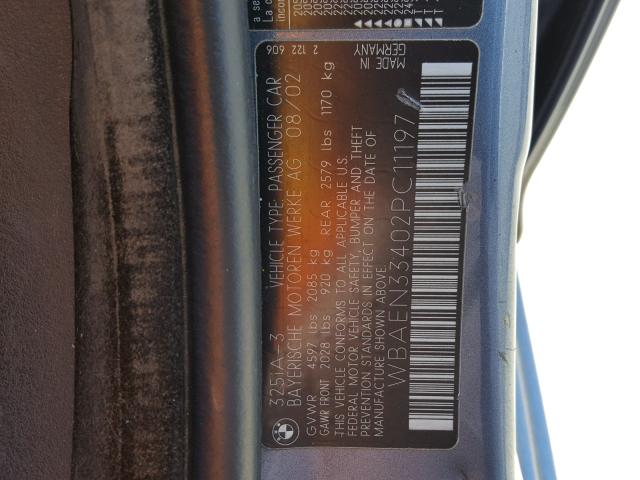 3251A-3 VEHICLE TYPE: PASSENGER CAR
BAYERISCHE MOTOREN WERKE AG 08/02
GVWR 4597 lbs 2085 kg
GAWR FRONT 2028 lbs 920 kg REAR 2579 lbs 1170 kg
THIS VEHICLE CONFORMS TO ALL APPLICABLE U.S.
FEDERAL MOTOR VEHICLE SAFETY, BUMPER AND THEFT
PREVENTION STANDARDS IN EFFECT ON THE DATE OF
MANUFACTURE SHOWN ABOVE.
WBAEN33402PC11197
2 122 606
MADE IN
GERMANY
BMW